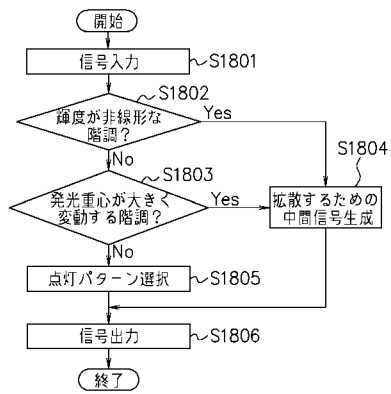 開始
信号入力
S1801
輝度が非線形な
階調?
S1802
Yes
No
発光重心が大きく
変動する階調?
S1803
Yes
No
拡散するための
中間信号生成
S1804
点灯パターン選択
S1805
信号出力
S1806
終了